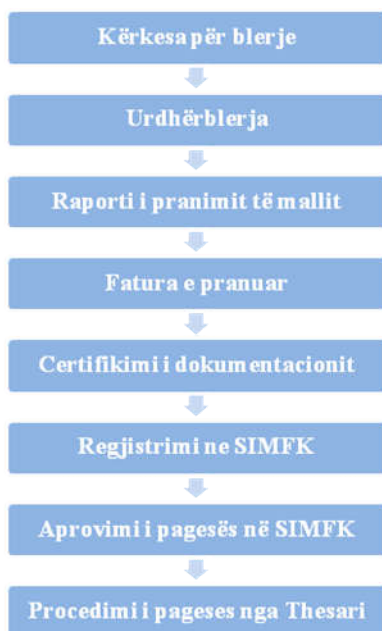 Kërkesa për blerje
Urdhërblerja
Raporti i pranimit të mallit
Fatura e pranuar
Certifikimi i dokumentacionit
Regjistrimi ne SIMFK
Aprovimi i pagesës në SIMFK
Procedimi i pageses nga Thesari